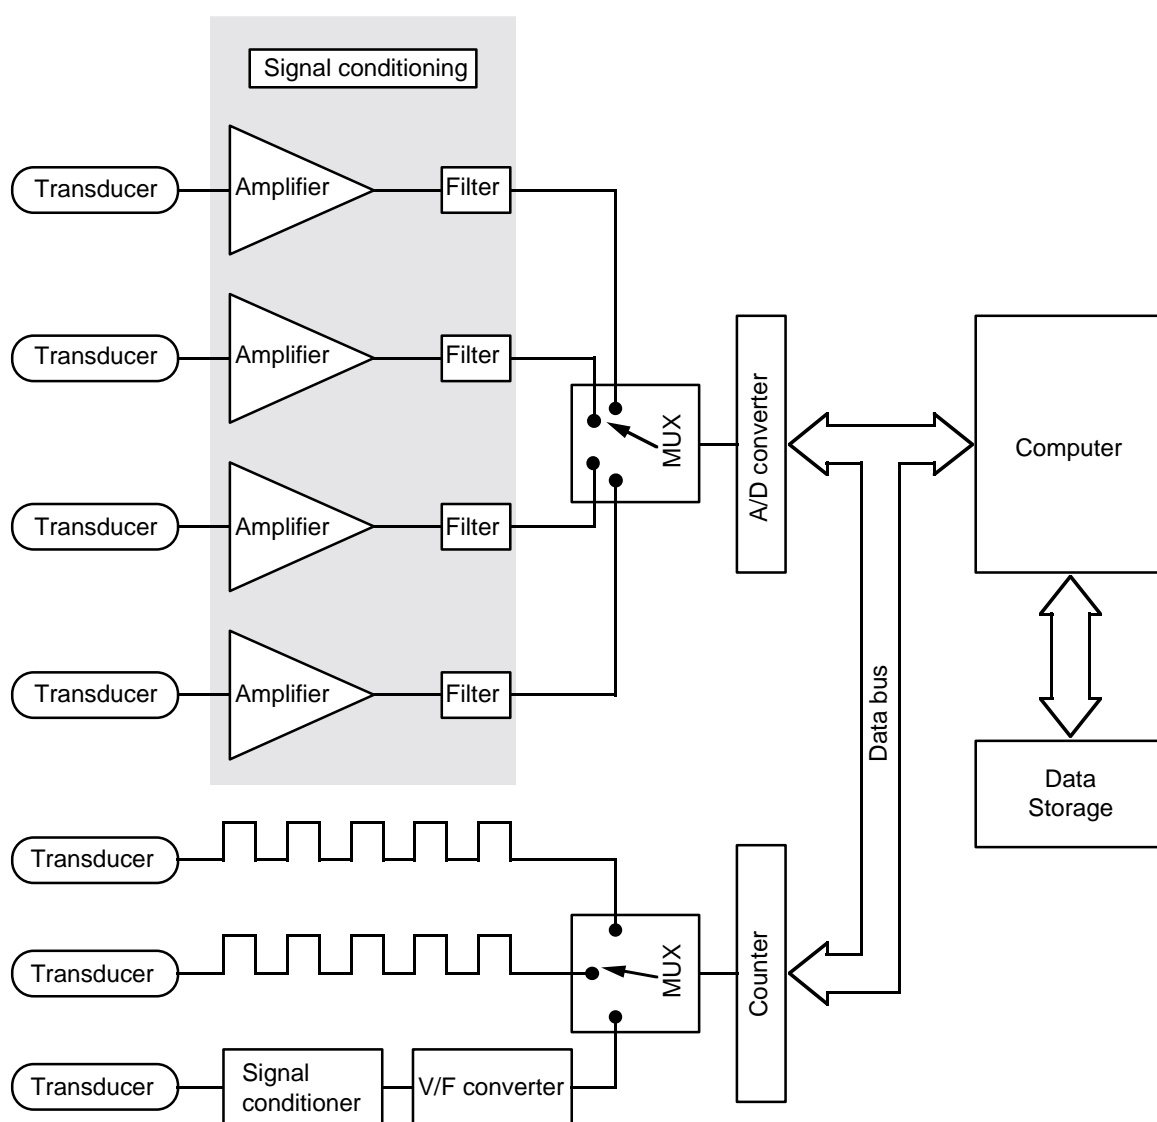 Signal conditioning
Transducer
Amplifier
Filter
Transducer
Amplifier
Filter
MUX
A/D converter
Computer
Transducer
Amplifier
Filter
Transducer
Amplifier
Filter
Data bus
Data
Storage
Transducer
Transducer
MUX
Counter
Transducer
Signal
conditioner
V/F converter